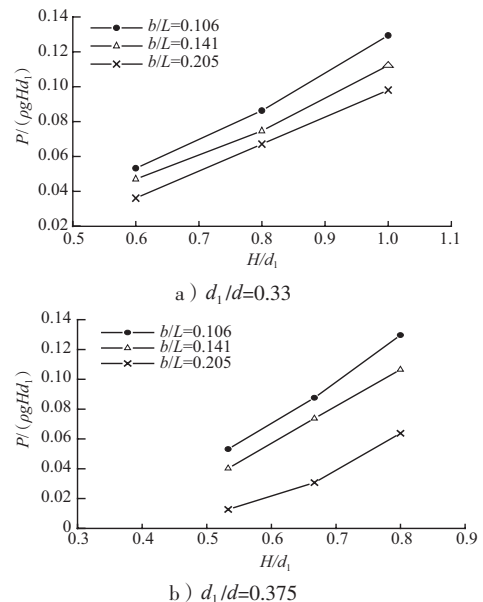 0.14
0.12
0.10
0.08
0.06
0.04
0.02
P/(ρgHd₁)
b/L=0.106
b/L=0.141
b/L=0.205
0.5 0.6 0.7 0.8 0.9 1.0 1.1
H/d₁
a) d₁/d=0.33
0.14
0.12
0.10
0.08
0.06
0.04
0.02
0
P/(ρgHd₁)
b/L=0.106
b/L=0.141
b/L=0.205
0.3 0.4 0.5 0.6 0.7 0.8 0.9
H/d₁
b) d₁/d=0.375